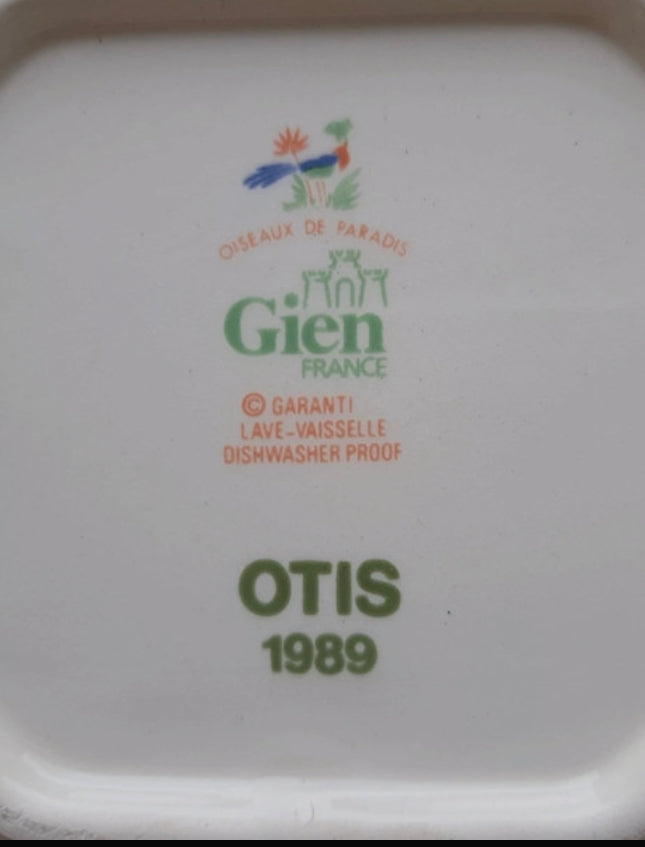 OISEAUX DE PARADIS
Gien
FRANCE
© GARANTI
LAVE-VAISSELLE
DISHWASHER PROOF
OTIS
1989